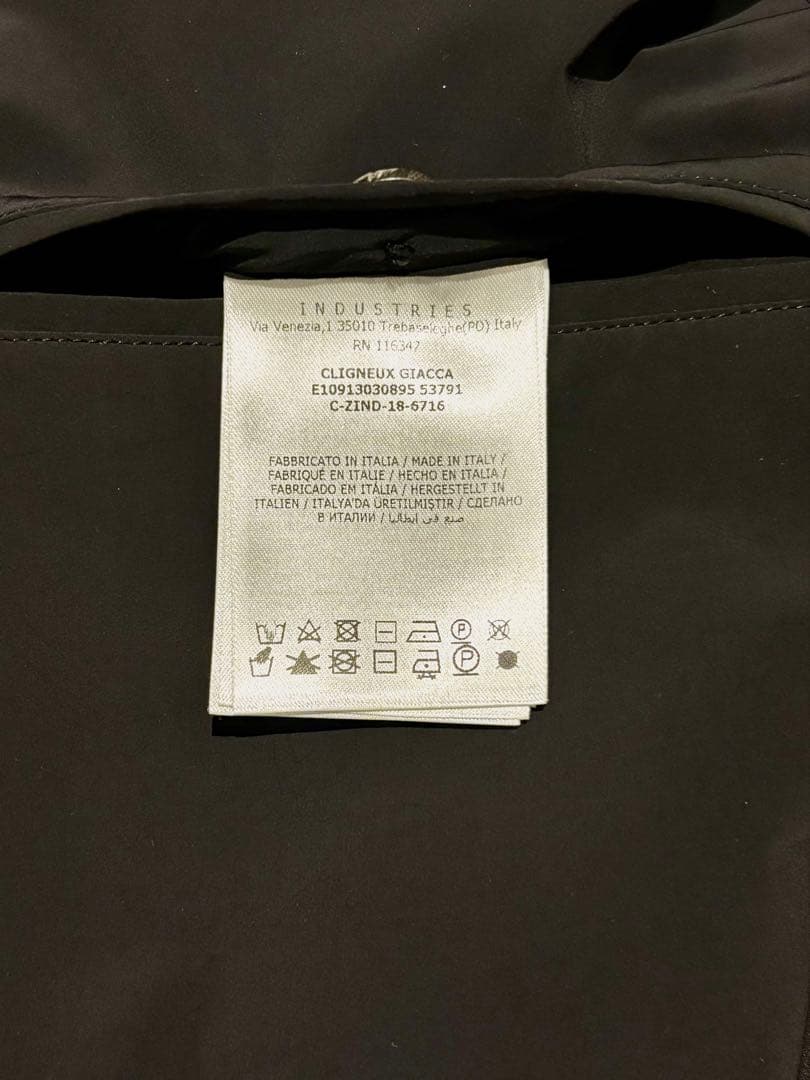 INDUSTRIES
Via Venezia,1 35010 Trebaseleghe(PD) Italy
RN 116347
CLIGNEUX GIACCA
E10913030895 53791
C-ZIND-18-6716
FABBRICATO IN ITALIA / MADE IN ITALY /
FABRIQUÉ EN ITALIE / HECHO EN ITALIA /
FABRICADO EM ITÁLIA / HERGESTELLT IN
ITALIEN / ITALYA'DA ÜRETILMIŞTIR / СДЕЛАНО
В ИТАЛИИ / صنع في ايطاليا
P
P